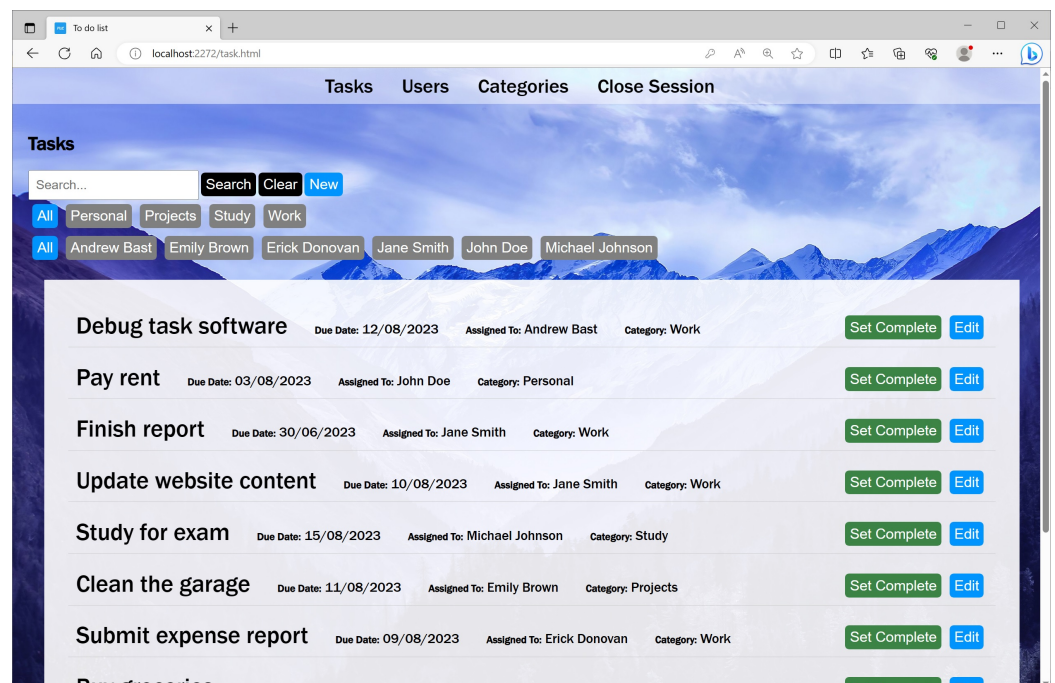 To do list
localhost:2272/task.html
Tasks Users Categories Close Session
Tasks
Search... Search Clear New
All Personal Projects Study Work
All Andrew Bast Emily Brown Erick Donovan Jane Smith John Doe Michael Johnson
Debug task software Due Date: 12/08/2023 Assigned To: Andrew Bast Category: Work Set Complete Edit
Pay rent Due Date: 03/08/2023 Assigned To: John Doe Category: Personal Set Complete Edit
Finish report Due Date: 30/06/2023 Assigned To: Jane Smith Category: Work Set Complete Edit
Update website content Due Date: 10/08/2023 Assigned To: Jane Smith Category: Work Set Complete Edit
Study for exam Due Date: 15/08/2023 Assigned To: Michael Johnson Category: Study Set Complete Edit
Clean the garage Due Date: 11/08/2023 Assigned To: Emily Brown Category: Projects Set Complete Edit
Submit expense report Due Date: 09/08/2023 Assigned To: Erick Donovan Category: Work Set Complete Edit